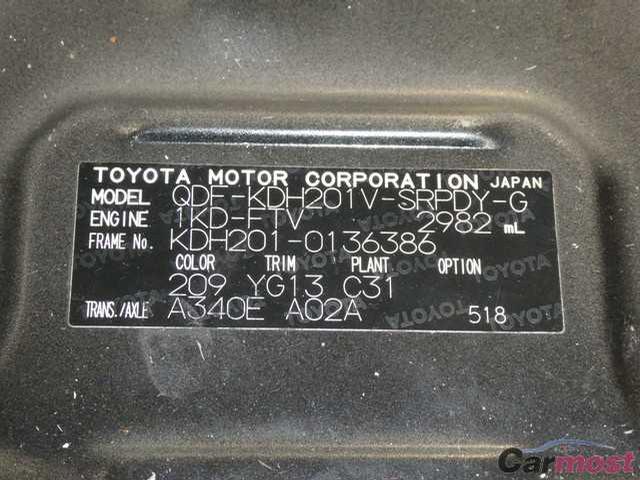 TOYOTA MOTOR CORPORATION JAPAN
MODEL QDF-KDH201V-SRPDY-G
ENGINE 1KD-FTV 2982 mL
FRAME No. KDH201-0136386
COLOR TRIM PLANT OPTION
209 YG13 C31
TRANS./AXLE A340E A02A 518
Carmost